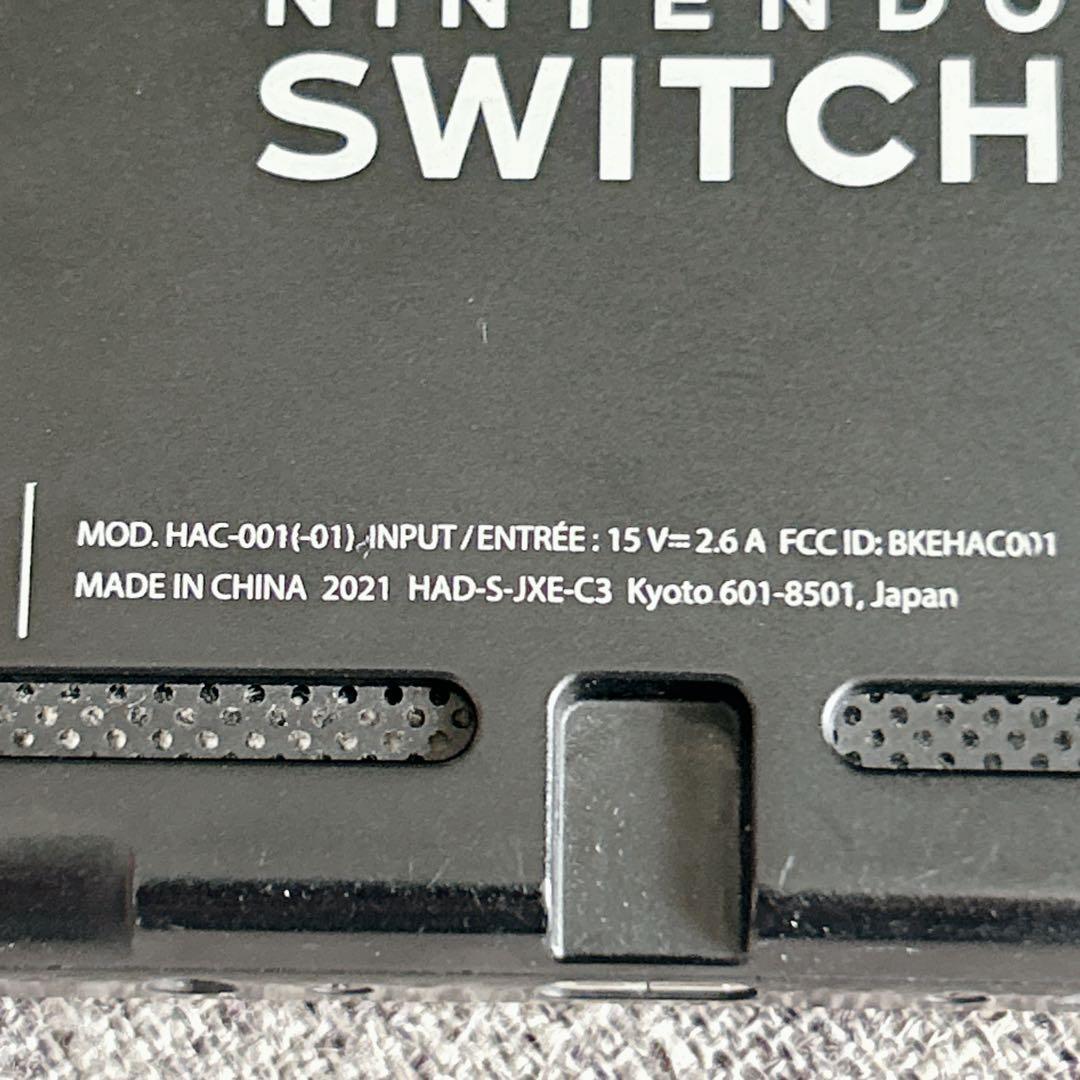 NINTENDO
SWITCH
MOD. HAC-001(-01), INPUT / ENTRÉE : 15 V⎓ 2.6 A FCC ID: BKEHAC001
MADE IN CHINA 2021 HAD-S-JXE-C3 Kyoto 601-8501, Japan